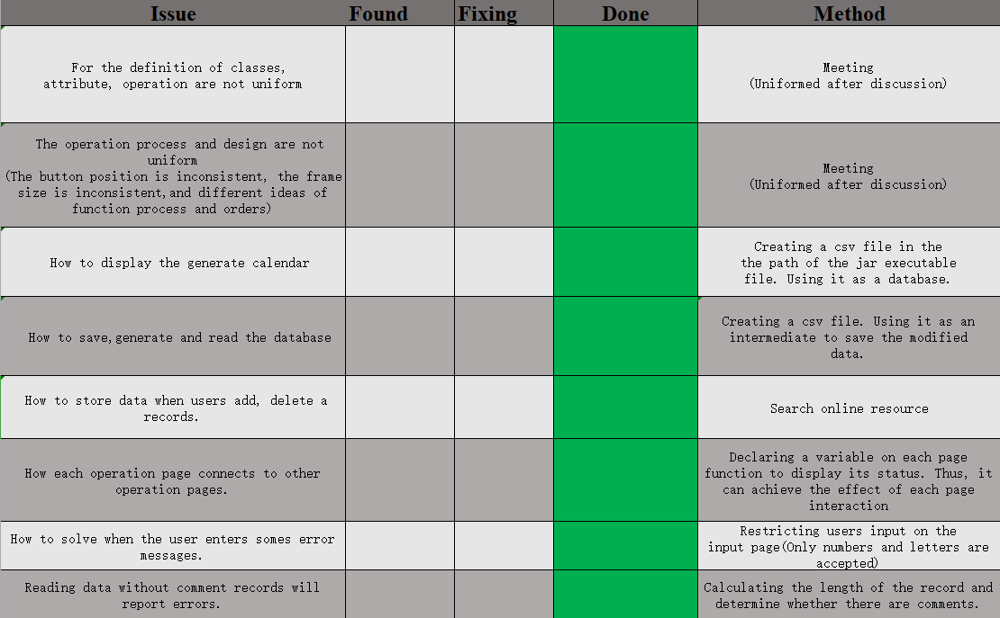 Issue Found Fixing Done Method
For the definition of classes,
attribute, operation are not uniform
Meeting
(Uniformed after discussion)
The operation process and design are not
uniform
(The button position is inconsistent, the frame
size is inconsistent,and different ideas of
function process and orders)
Meeting
(Uniformed after discussion)
How to display the generate calendar
Creating a csv file in the
the path of the jar executable
file. Using it as a database.
How to save,generate and read the database
Creating a csv file. Using it as an
intermediate to save the modified
data.
How to store data when users add, delete a
records.
Search online resource
How each operation page connects to other
operation pages.
Declaring a variable on each page
function to display its status. Thus, it
can achieve the effect of each page
interaction
How to solve when the user enters somes error
messages.
Restricting users input on the
input page(Only numbers and letters are
accepted)
Reading data without comment records will
report errors.
Calculating the length of the record and
determine whether there are comments.